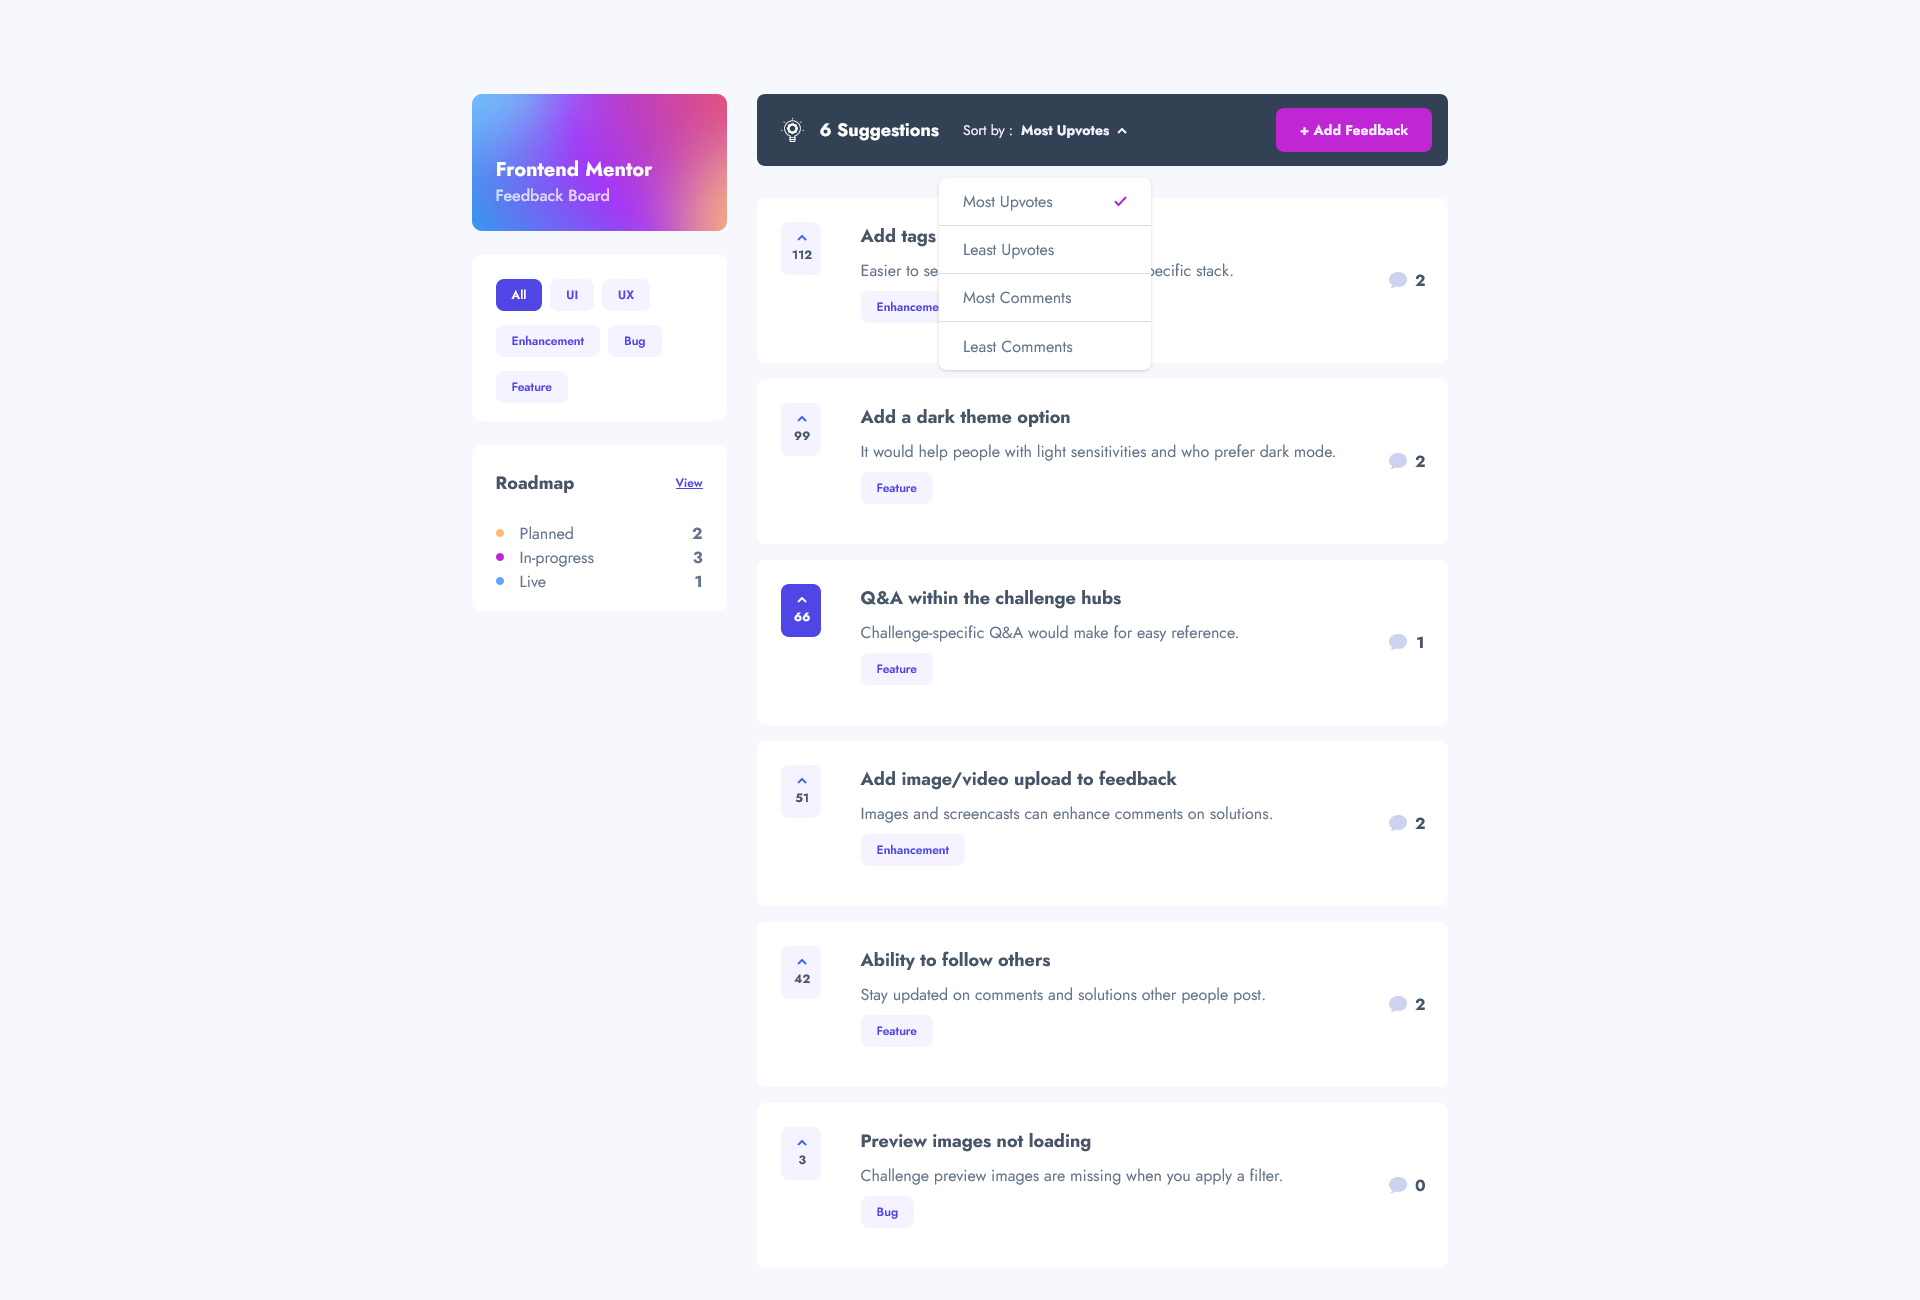 Frontend Mentor
Feedback Board
All UI UX
Enhancement Bug
Feature
Roadmap View
Planned 2
In-progress 3
Live 1
6 Suggestions Sort by : Most Upvotes + Add Feedback
Most Upvotes
Least Upvotes
Most Comments
Least Comments
112
Add tags
Easier to se pecific stack.
Enhanceme
2
99
Add a dark theme option
It would help people with light sensitivities and who prefer dark mode.
Feature
2
66
Q&A within the challenge hubs
Challenge-specific Q&A would make for easy reference.
Feature
1
51
Add image/video upload to feedback
Images and screencasts can enhance comments on solutions.
Enhancement
2
42
Ability to follow others
Stay updated on comments and solutions other people post.
Feature
2
3
Preview images not loading
Challenge preview images are missing when you apply a filter.
Bug
0